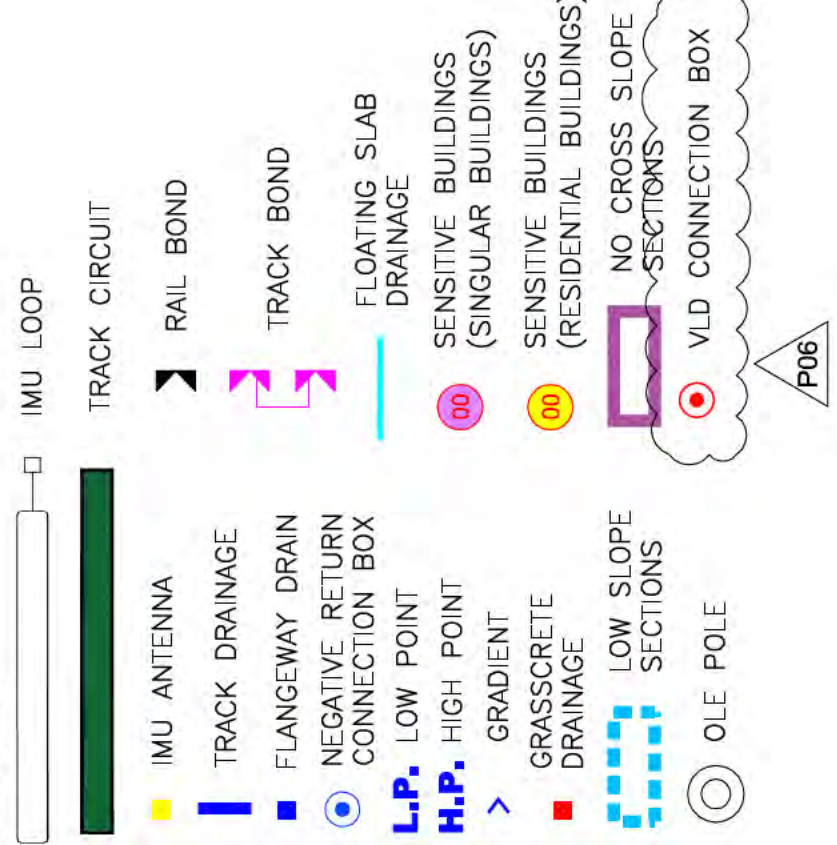 IMU LOOP
TRACK CIRCUIT
IMU ANTENNA
TRACK DRAINAGE
FLANGEWAY DRAIN
NEGATIVE RETURN
CONNECTION BOX
L.P. LOW POINT
H.P. HIGH POINT
GRADIENT
GRASSCRETE
DRAINAGE
LOW SLOPE
SECTIONS
OLE POLE
RAIL BOND
TRACK BOND
FLOATING SLAB
DRAINAGE
00 SENSITIVE BUILDINGS
(SINGULAR BUILDINGS)
00 SENSITIVE BUILDINGS
(RESIDENTIAL BUILDINGS)
NO CROSS SLOPE
SECTIONS
VLD CONNECTION BOX
P06